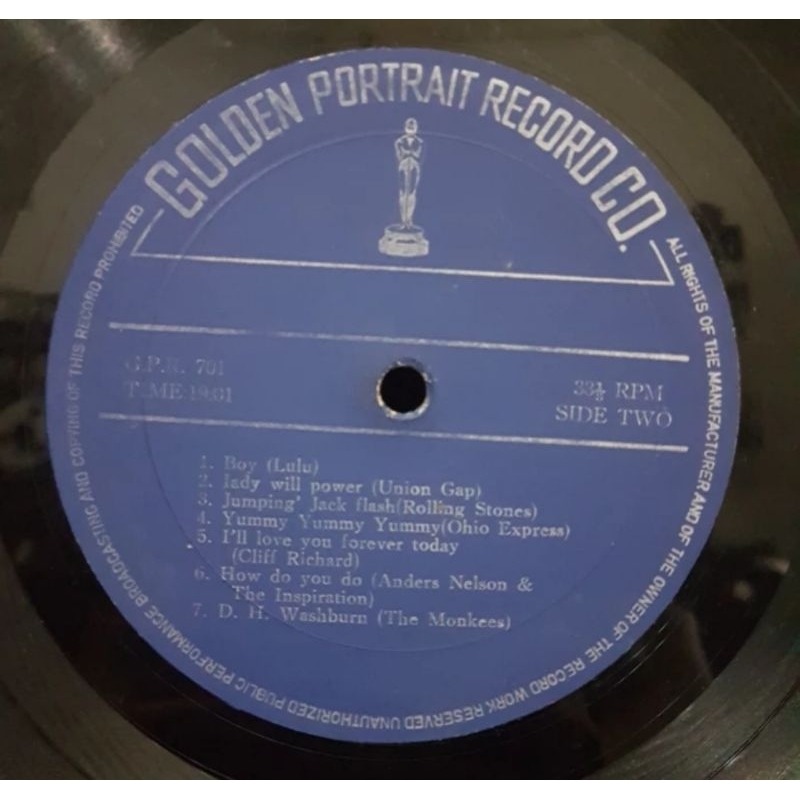 GOLDEN PORTRAIT RECORD CO.
G.P.R. 701
TIME:19:01
33⅓ RPM
SIDE TWO
1. Boy (Lulu)
2. lady will power (Union Gap)
3. Jumping' Jack flash(Rolling Stones)
4. Yummy Yummy Yummy(Ohio Express)
5. I'll love you forever today
(Cliff Richard)
6. How do you do (Anders Nelson &
The Inspiration)
7. D. H. Washburn (The Monkees)
ALL RIGHTS OF THE MANUFACTURER AND OF THE OWNER OF THE RECORD WORK RESERVED UNAUTHORIZED PUBLIC PERFORMANCE BROADCASTING AND COPYING OF THIS RECORD PROHIBITED